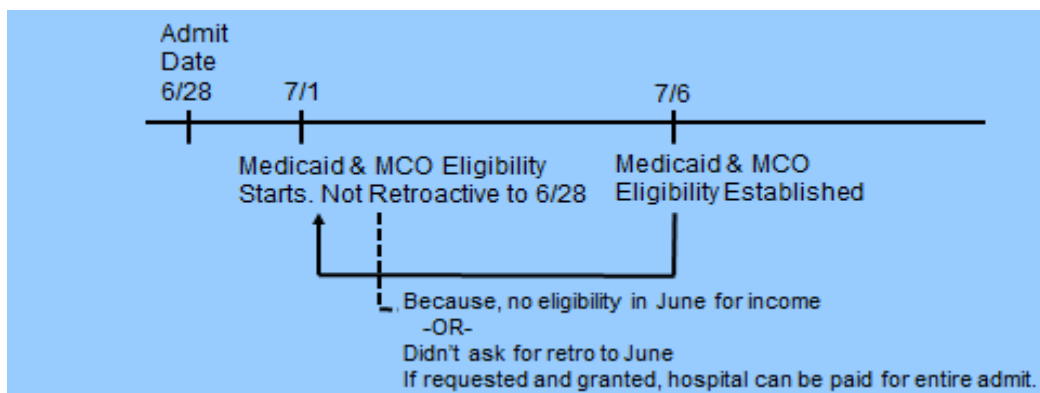 Admit
Date
6/28
7/1
7/6
Medicaid & MCO Eligibility
Starts. Not Retroactive to 6/28
Medicaid & MCO
Eligibility Established
Because, no eligibility in June for income
-OR-
Didn't ask for retro to June
If requested and granted, hospital can be paid for entire admit.